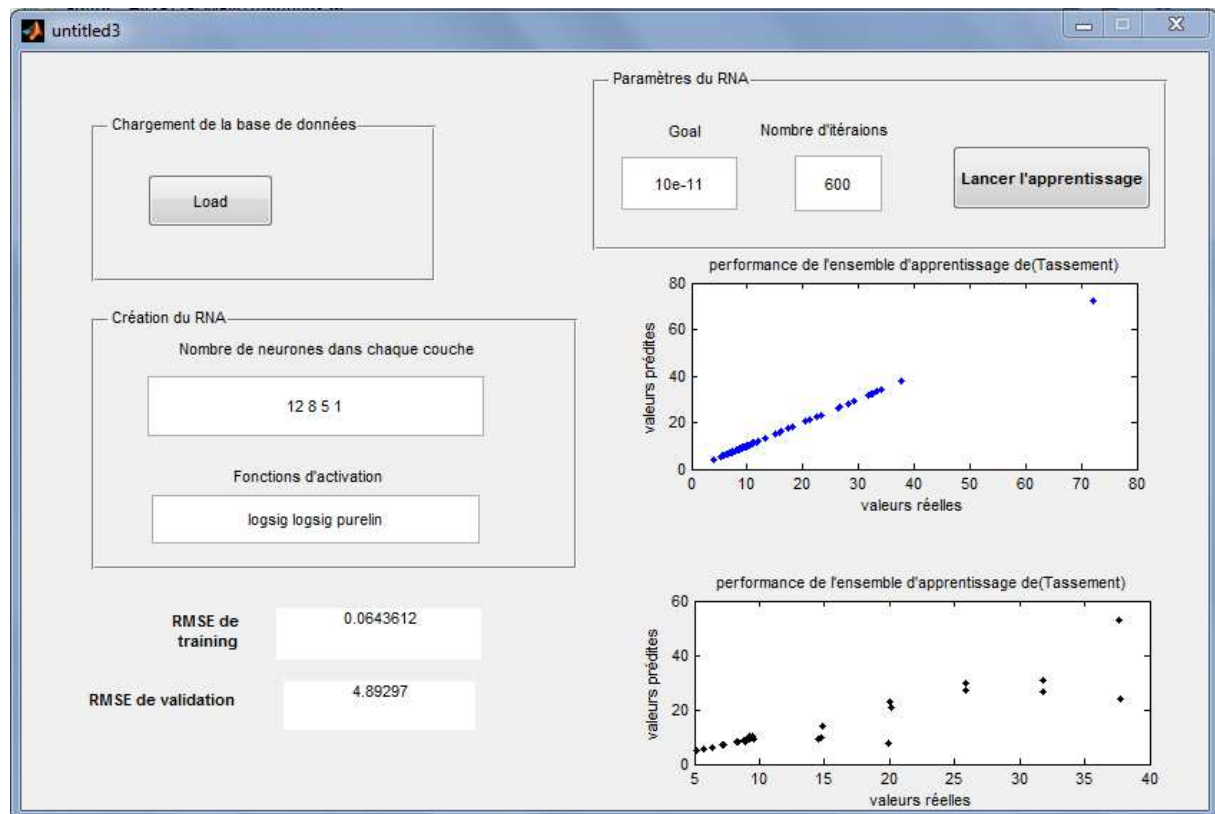 untitled3
Chargement de la base de données
Load
Paramètres du RNA
Goal
Nombre d'itéraions
10e-11
600
Lancer l'apprentissage
Création du RNA
Nombre de neurones dans chaque couche
12 8 5 1
Fonctions d'activation
logsig logsig purelin
RMSE de
training
0.0643612
RMSE de validation
4.89297
performance de l'ensemble d'apprentissage de(Tassement)
80
60
40
20
0
valeurs prédites
0 10 20 30 40 50 60 70 80
valeurs réelles
performance de l'ensemble d'apprentissage de(Tassement)
60
40
20
0
valeurs prédites
5 10 15 20 25 30 35 40
valeurs réelles